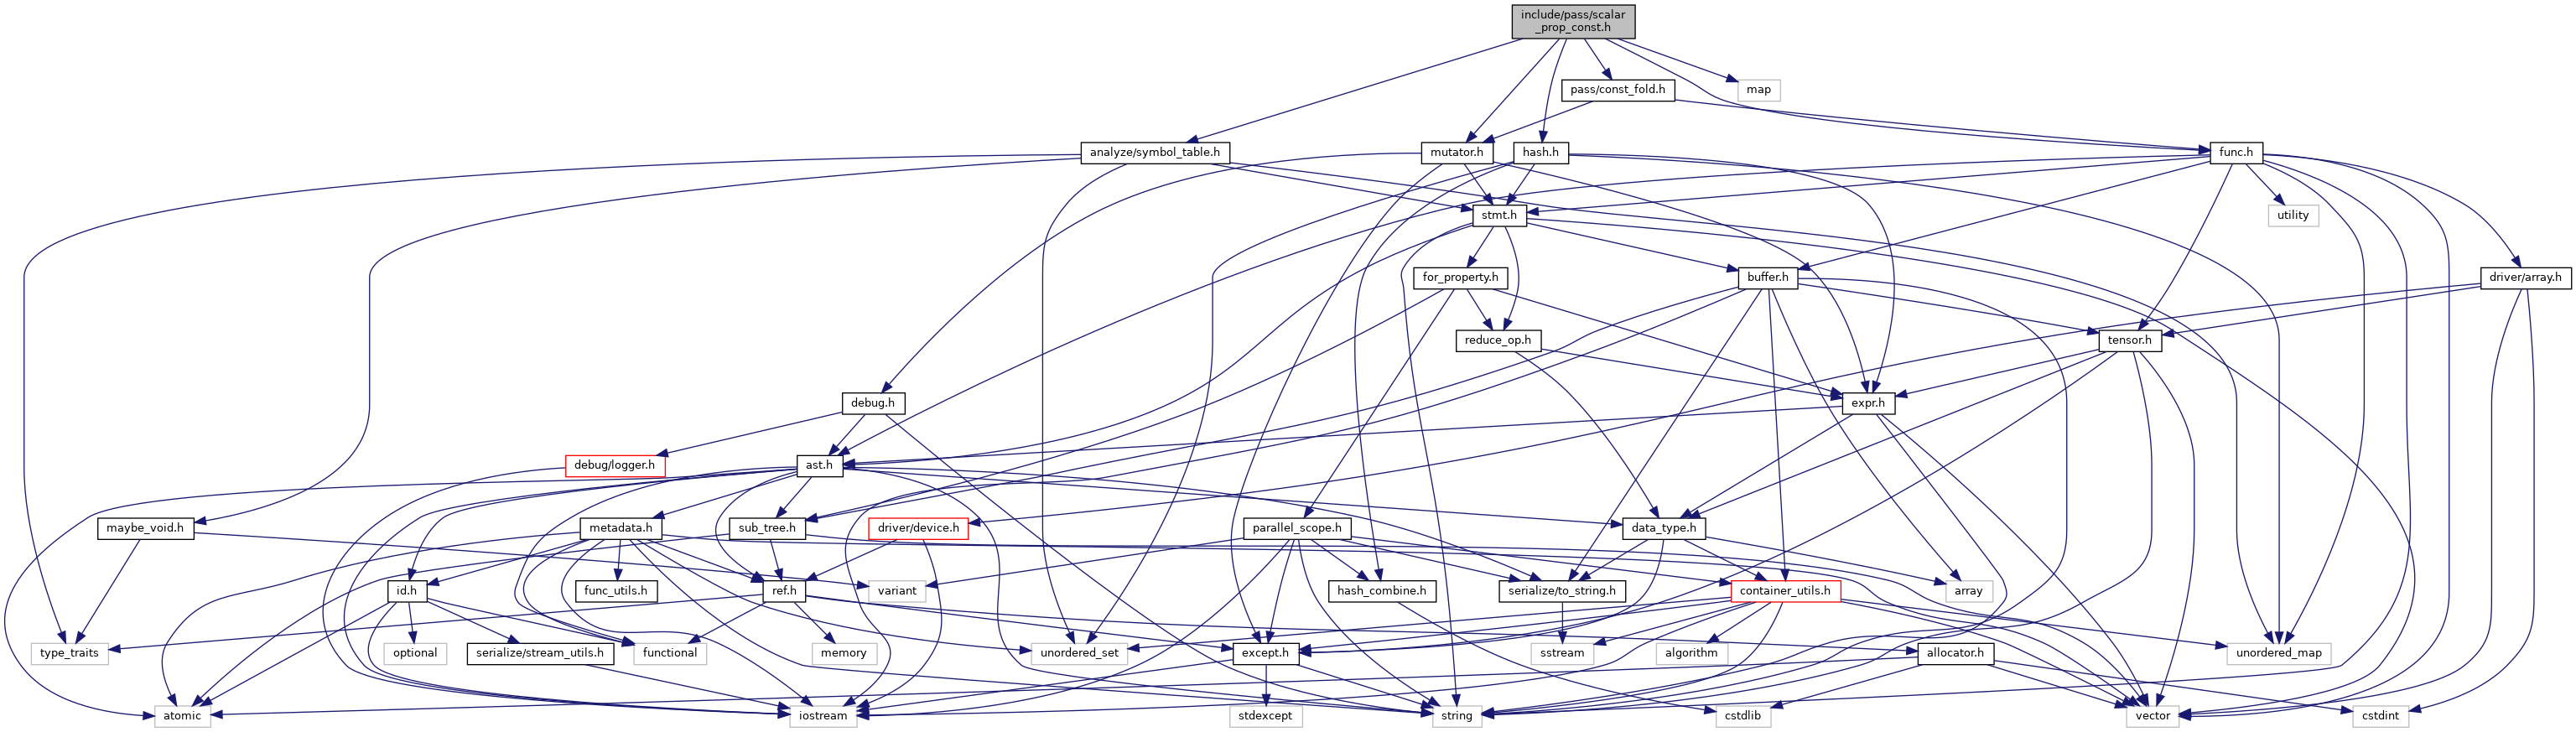 include/pass/scalar
_prop_const.h
pass/const_fold.h
map
analyze/symbol_table.h
mutator.h
hash.h
func.h
stmt.h
utility
for_property.h
buffer.h
driver/array.h
reduce_op.h
tensor.h
debug.h
expr.h
debug/logger.h
ast.h
maybe_void.h
metadata.h
sub_tree.h
driver/device.h
parallel_scope.h
data_type.h
id.h
func_utils.h
ref.h
variant
hash_combine.h
serialize/to_string.h
container_utils.h
array
type_traits
optional
serialize/stream_utils.h
functional
memory
unordered_set
except.h
sstream
algorithm
allocator.h
unordered_map
atomic
iostream
stdexcept
string
cstdlib
vector
cstdint